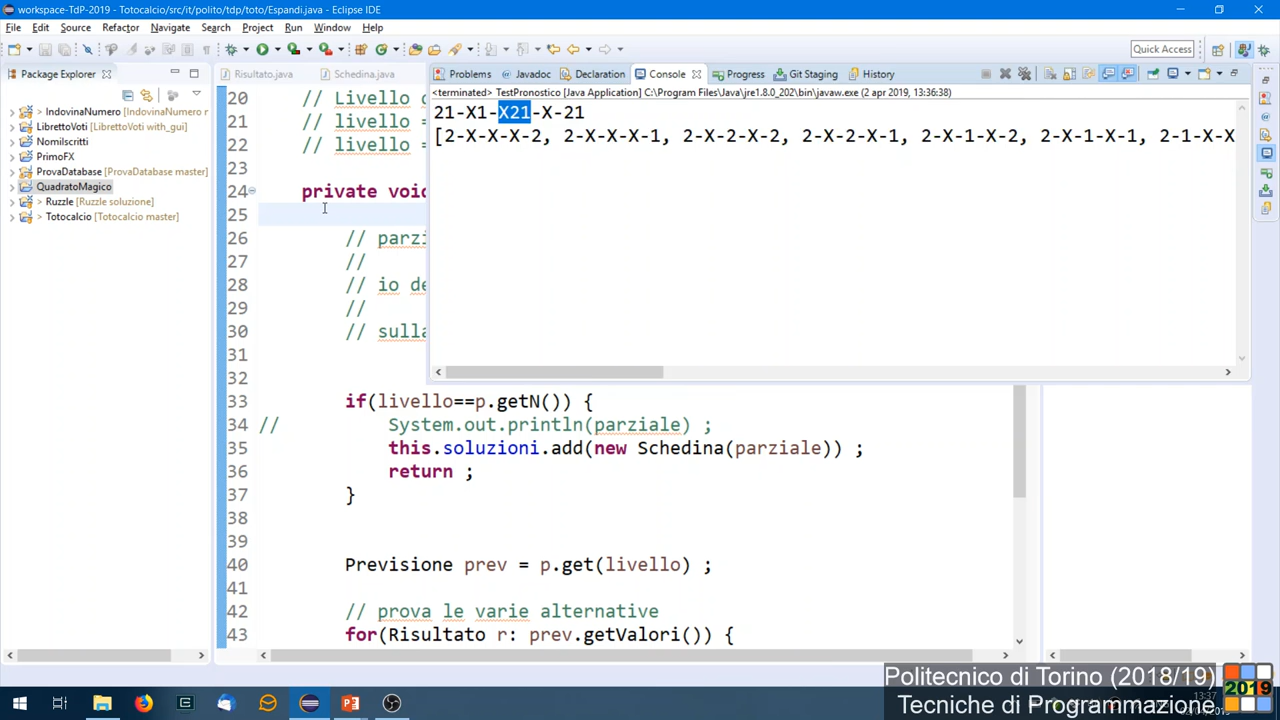 workspace-TdP-2019 - Totocalcio/src/it/polito/tdp/toto/Espandi.java - Eclipse IDE
File Edit Source Refactor Navigate Search Project Run Window Help
Quick Access
Package Explorer
IndovinaNumero [IndovinaNumero r
LibrettoVoti [LibrettoVoti with_gui]
NomiIscritti
PrimoFX
ProvaDatabase [ProvaDatabase master]
QuadratoMagico
> Ruzzle [Ruzzle soluzione]
> Totocalcio [Totocalcio master]
Risultato.java Schedina.java
20 // Livello
21 // livello =
22 // livello =
23
24 private void
25
26 // parzi
27 //
28 // io de
29 //
30 // sulla
31
32
33 if(livello==p.getN()) {
34 // System.out.println(parziale) ;
35 this.soluzioni.add(new Schedina(parziale)) ;
36 return ;
37 }
38
39
40 Previsione prev = p.get(livello) ;
41
42 // prova le varie alternative
43 for(Risultato r: prev.getValori()) {
Problems Javadoc Declaration Console Progress Git Staging History
<terminated> TestPronostico [Java Application] C:\Program Files\Java\jre1.8.0_202\bin\javaw.exe (2 apr 2019, 13:36:38)
21-X1-X21-X-21
[2-X-X-X-2, 2-X-X-X-1, 2-X-2-X-2, 2-X-2-X-1, 2-X-1-X-2, 2-X-1-X-1, 2-1-X-X
Politecnico di Torino (2018/19)
Tecniche di Programmazione
2019
13:37